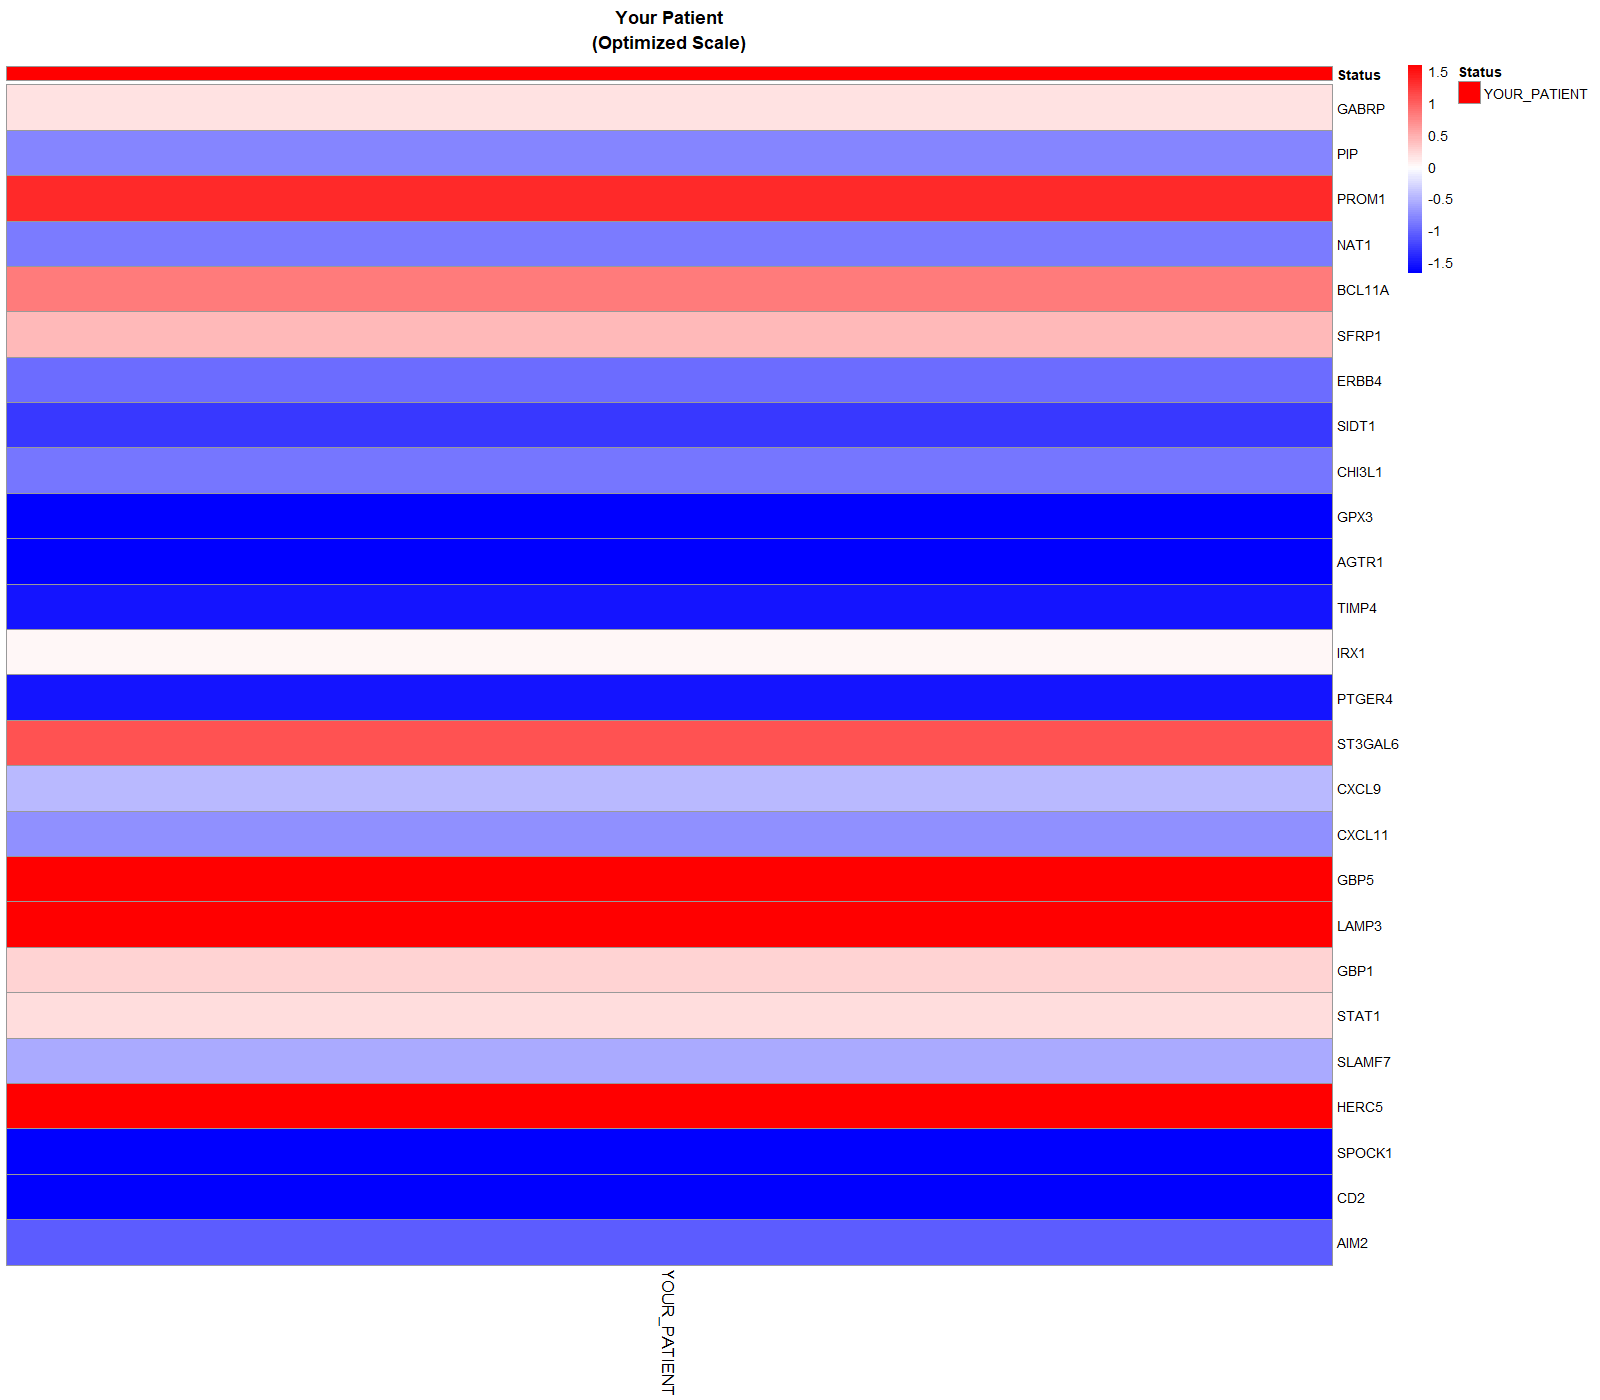 Your Patient
(Optimized Scale)
Status
GABRP
PIP
PROM1
NAT1
BCL11A
SFRP1
ERBB4
SIDT1
CHI3L1
GPX3
AGTR1
TIMP4
IRX1
PTGER4
ST3GAL6
CXCL9
CXCL11
GBP5
LAMP3
GBP1
STAT1
SLAMF7
HERC5
SPOCK1
CD2
AIM2
YOUR_PATIENT
1.5
1
0.5
0
-0.5
-1
-1.5
Status
YOUR_PATIENT